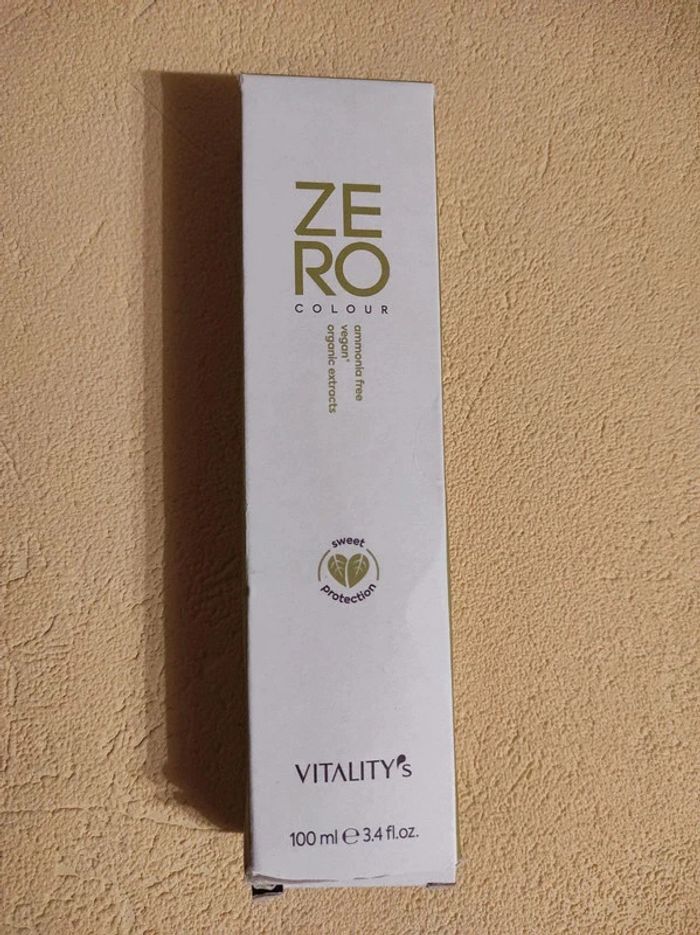 ZE
RO
COLOUR
ammonia free
vegan*
organic extracts
sweet
protection
VITALITY's
100 ml ℮ 3.4 fl.oz.